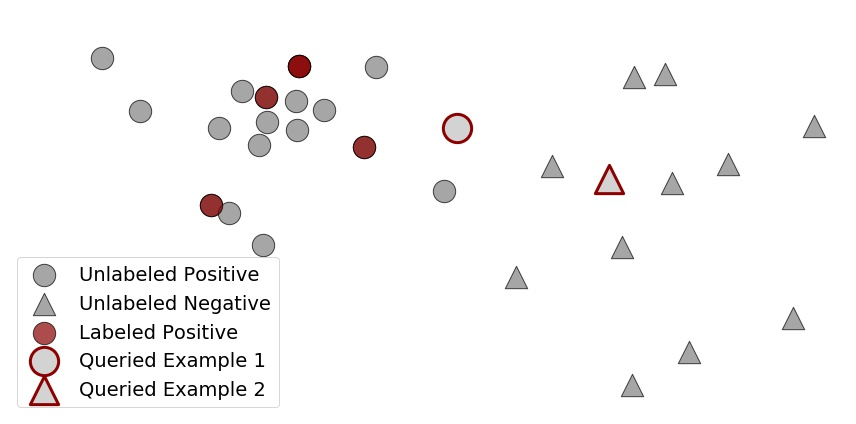 Unlabeled Positive
Unlabeled Negative
Labeled Positive
Queried Example 1
Queried Example 2